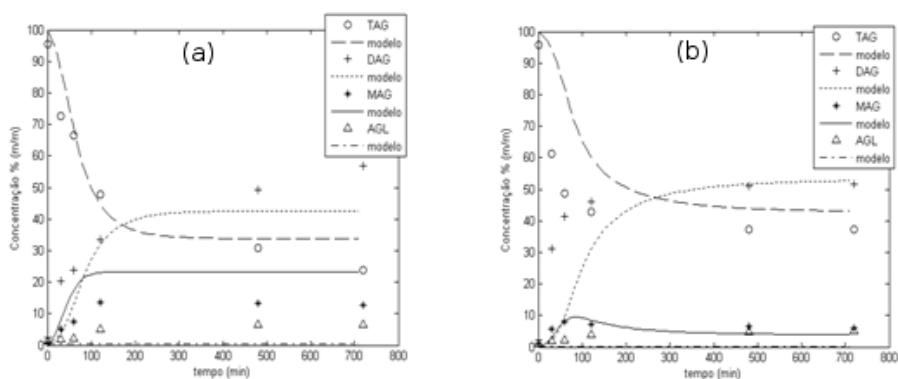 (a)
TAG
modelo
DAG
modelo
MAG
modelo
AGL
modelo
Concentração % (m/m)
100
90
80
70
60
50
40
30
20
10
0
0 100 200 300 400 500 600 700 800
tempo (min)
(b)
TAG
modelo
DAG
modelo
MAG
modelo
AGL
modelo
Concentração % (m/m)
100
90
80
70
60
50
40
30
20
10
0
0 100 200 300 400 500 600 700 800
tempo (min)